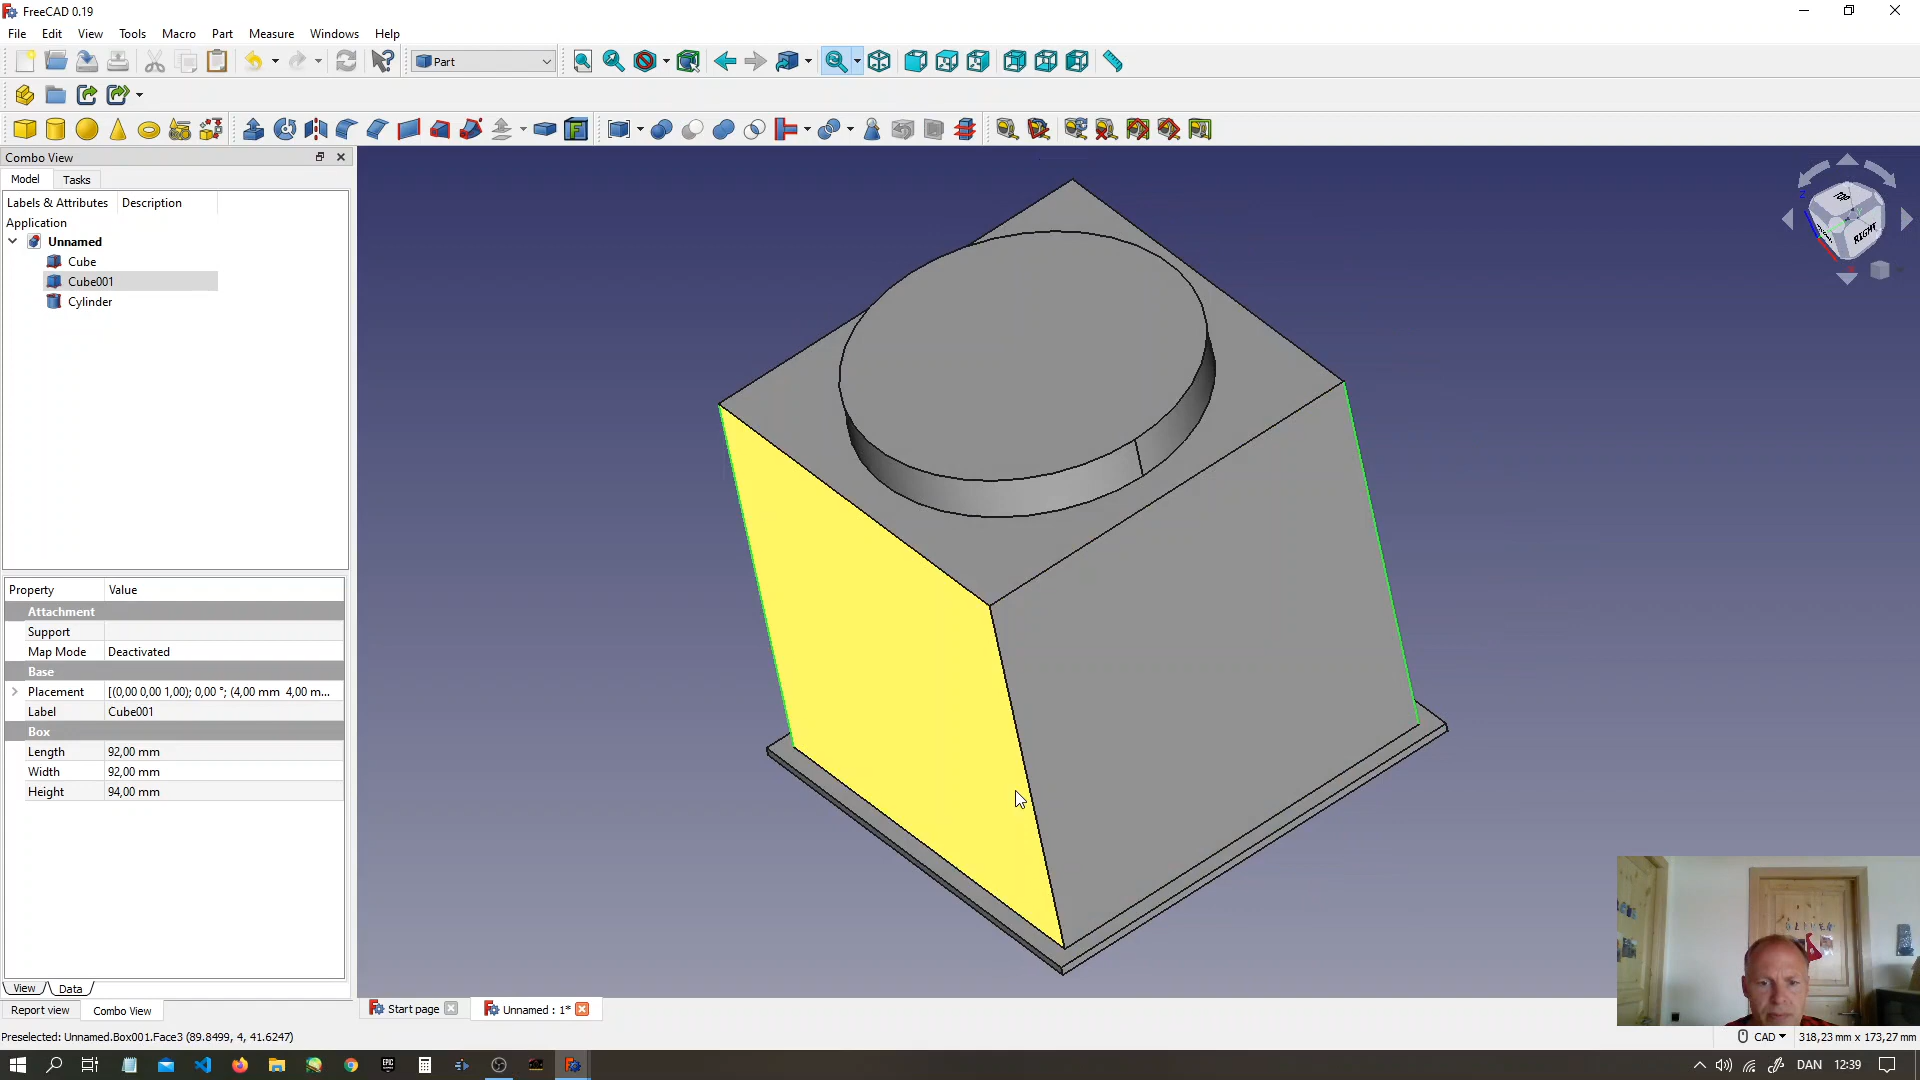 FreeCAD 0.19
File Edit View Tools Macro Part Measure Windows Help
Part
Combo View
Model Tasks
Labels & Attributes Description
Application
Unnamed
Cube
Cube001
Cylinder
Property Value
Attachment
Support
Map Mode Deactivated
Base
Placement [(0,00 0,00 1,00); 0,00 °; (4,00 mm 4,00 m...
Label Cube001
Box
Length 92,00 mm
Width 92,00 mm
Height 94,00 mm
View Data
Report view Combo View
Start page Unnamed : 1*
TOP
RIGHT
Z
Preselected: Unnamed.Box001.Face3 (89.8499, 4, 41.6247)
CAD 318,23 mm x 173,27 mm
EPIC
DAN 12:39